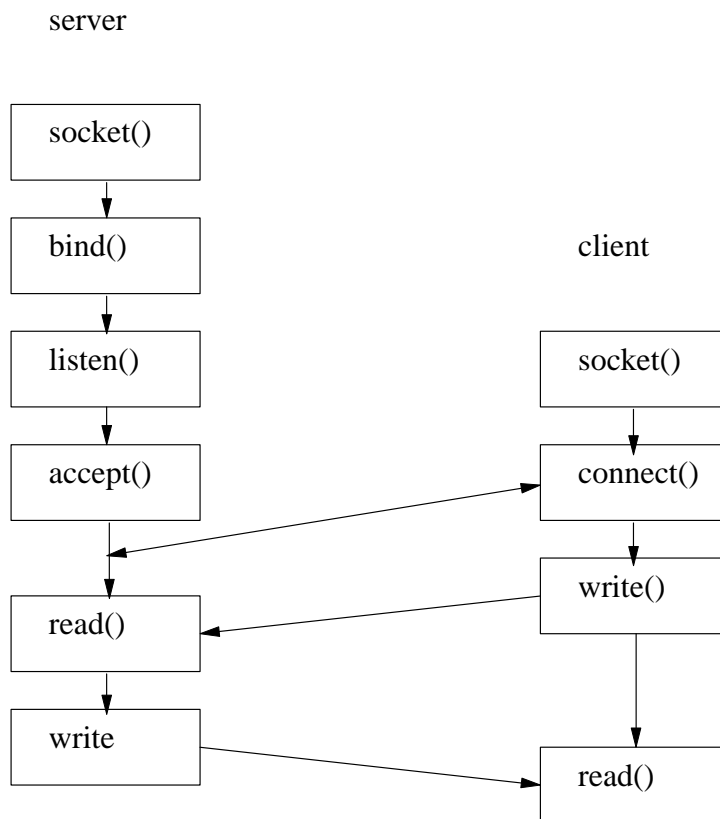 server
socket()
bind()
listen()
accept()
read()
write
client
socket()
connect()
write()
read()